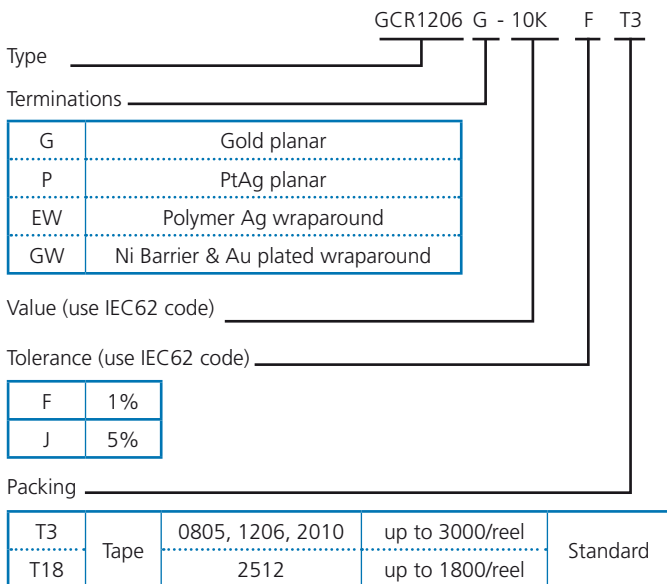 GCR1206 G - 10K F T3
Type
Terminations
G Gold planar
P PtAg planar
EW Polymer Ag wraparound
GW Ni Barrier & Au plated wraparound
Value (use IEC62 code)
Tolerance (use IEC62 code)
F 1%
J 5%
Packing
T3 Tape 0805, 1206, 2010 up to 3000/reel Standard
T18 2512 up to 1800/reel